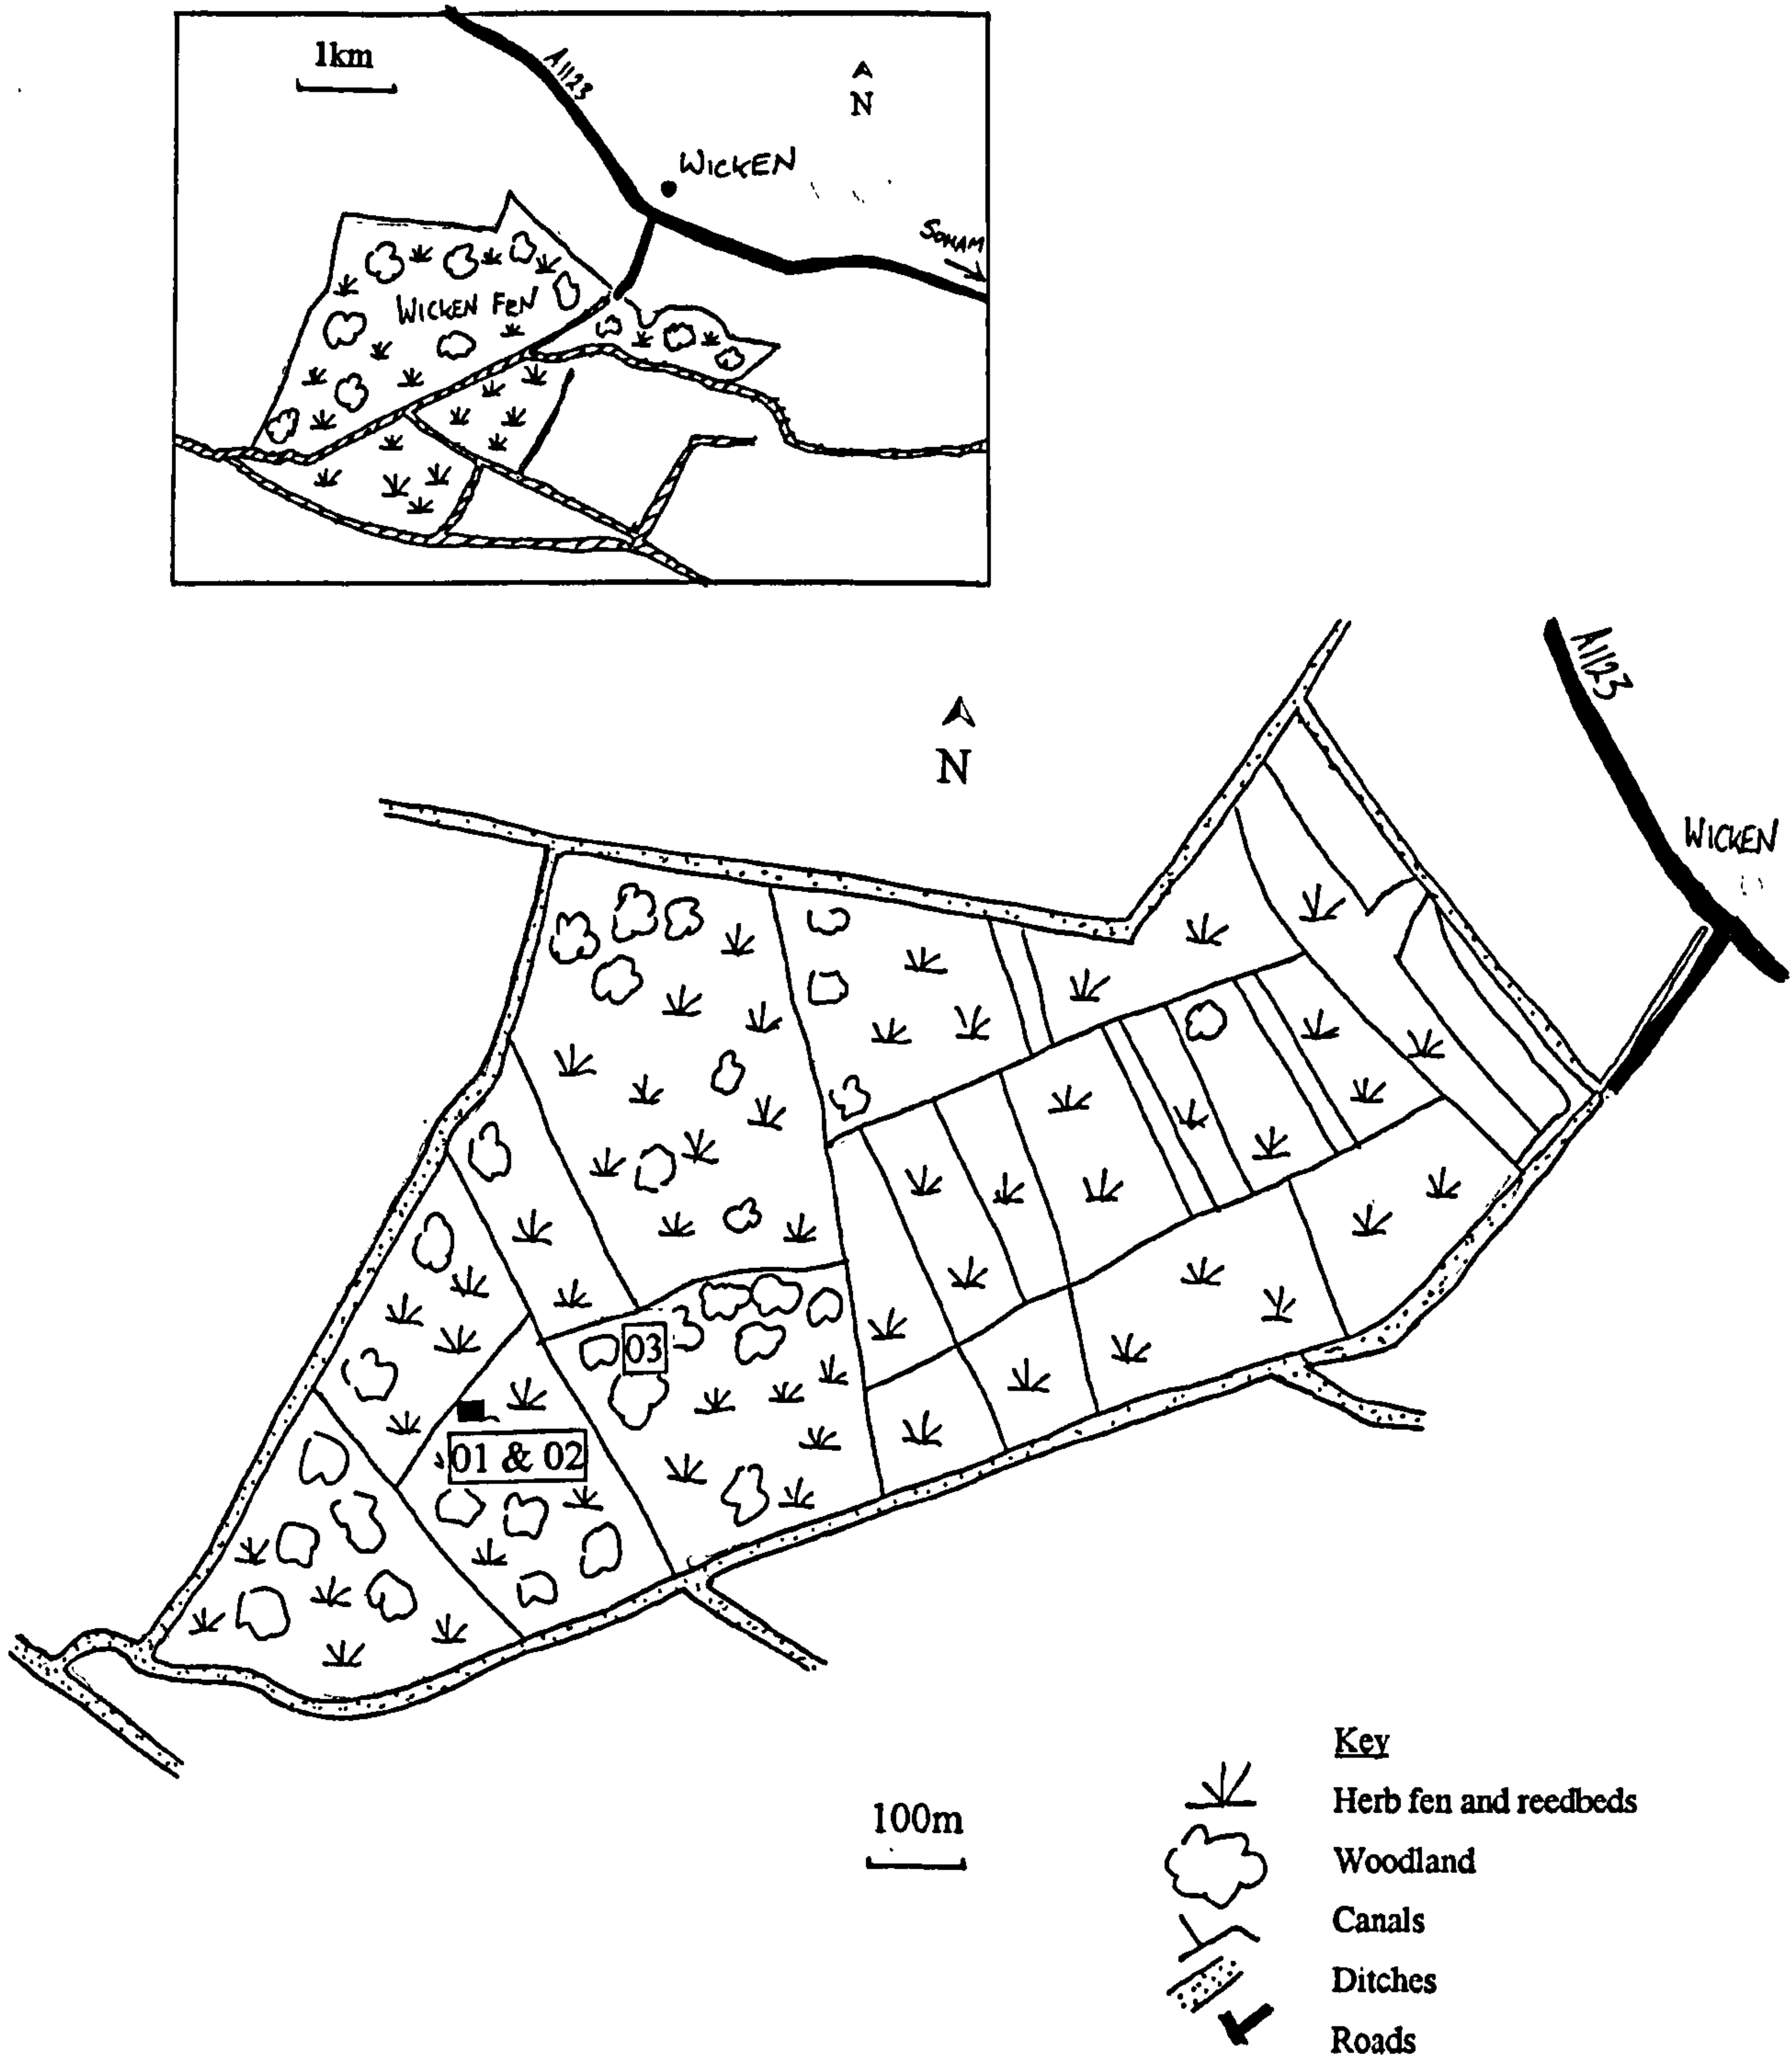 1km
A1123
N
WICKEN
SOHAM
WICKEN FEN
A1123
N
WICKEN
03
01 & 02
Key
Herb fen and reedbeds
100m
Woodland
Canals
Ditches
Roads